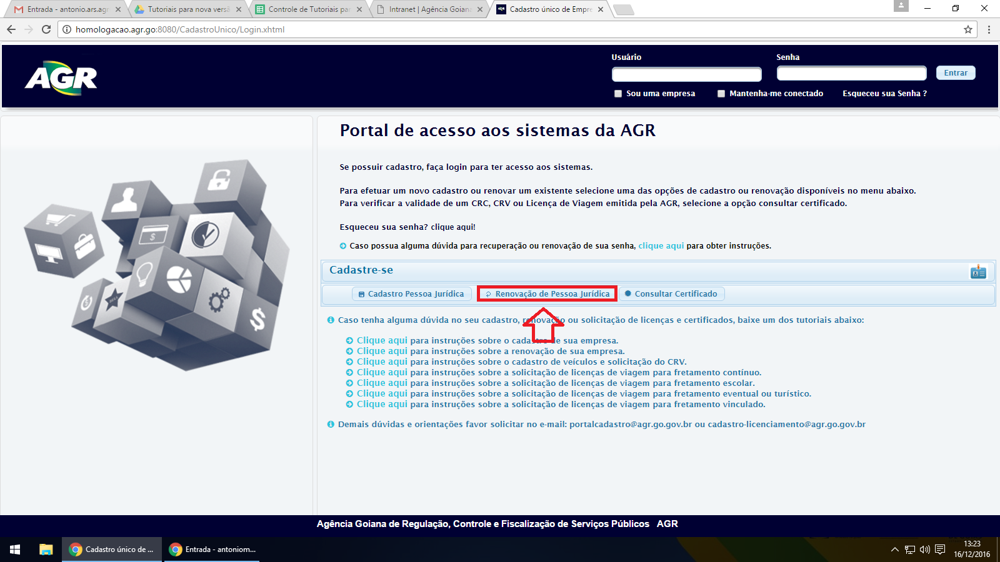 Entrada - antonio.ars.agr
Tutoriais para nova versã
Controle de Tutoriais pa
Intranet | Agência Goian
Cadastro único de Empre
homologacao.agr.go:8080/CadastroUnico/Login.xhtml
AGR
Usuário
Senha
Entrar
Sou uma empresa
Mantenha-me conectado
Esqueceu sua Senha ?
Portal de acesso aos sistemas da AGR
Se possuir cadastro, faça login para ter acesso aos sistemas.
Para efetuar um novo cadastro ou renovar um existente selecione uma das opções de cadastro ou renovação disponíveis no menu abaixo.
Para verificar a validade de um CRC, CRV ou Licença de Viagem emitida pela AGR, selecione a opção consultar certificado.
Esqueceu sua senha? clique aqui!
Caso possua alguma dúvida para recuperação ou renovação de sua senha, clique aqui para obter instruções.
Cadastre-se
Cadastro Pessoa Jurídica
Renovação de Pessoa Jurídica
Consultar Certificado
Caso tenha alguma dúvida no seu cadastro, renovação ou solicitação de licenças e certificados, baixe um dos tutoriais abaixo:
Clique aqui para instruções sobre o cadastro de sua empresa.
Clique aqui para instruções sobre a renovação de sua empresa.
Clique aqui para instruções sobre o cadastro de veículos e solicitação do CRV.
Clique aqui para instruções sobre a solicitação de licenças de viagem para fretamento contínuo.
Clique aqui para instruções sobre a solicitação de licenças de viagem para fretamento escolar.
Clique aqui para instruções sobre a solicitação de licenças de viagem para fretamento eventual ou turístico.
Clique aqui para instruções sobre a solicitação de licenças de viagem para fretamento vinculado.
Demais dúvidas e orientações favor solicitar no e-mail: portalcadastro@agr.go.gov.br ou cadastro-licenciamento@agr.go.gov.br
Agência Goiana de Regulação, Controle e Fiscalização de Serviços Públicos AGR
Cadastro único de ...
Entrada - antoniom...
13:23
16/12/2016